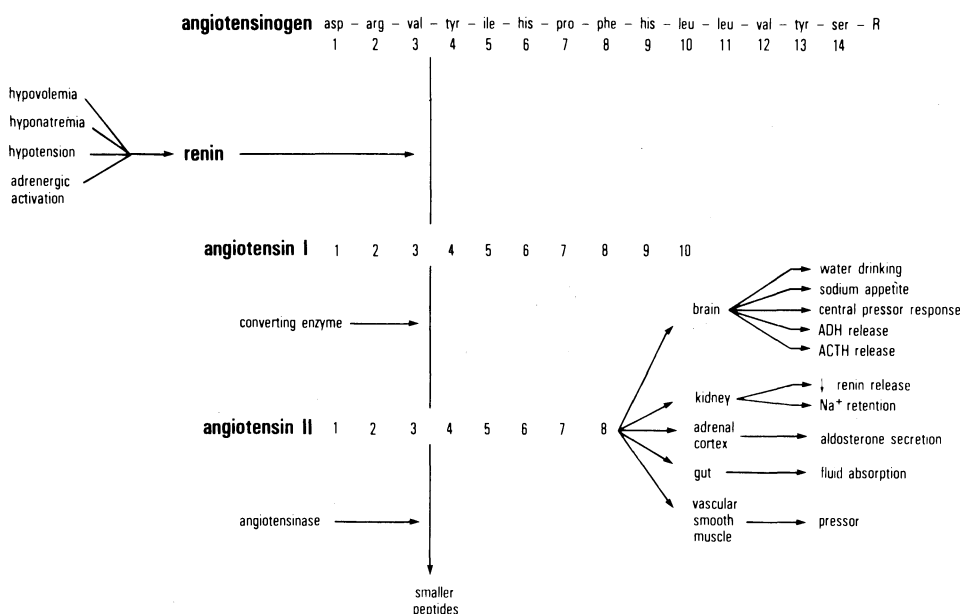 angiotensinogen asp – arg – val – tyr – ile – his – pro – phe – his – leu – leu – val – tyr – ser – R
1 2 3 4 5 6 7 8 9 10 11 12 13 14
hypovolemia
hyponatremia
hypotension
adrenergic
activation
renin
angiotensin I 1 2 3 4 5 6 7 8 9 10
converting enzyme
brain
water drinking
sodium appetite
central pressor response
ADH release
ACTH release
angiotensin II 1 2 3 4 5 6 7 8
kidney
↓ renin release
Na⁺ retention
adrenal
cortex
aldosterone secretion
gut
fluid absorption
vascular
smooth
muscle
pressor
angiotensinase
smaller
peptides